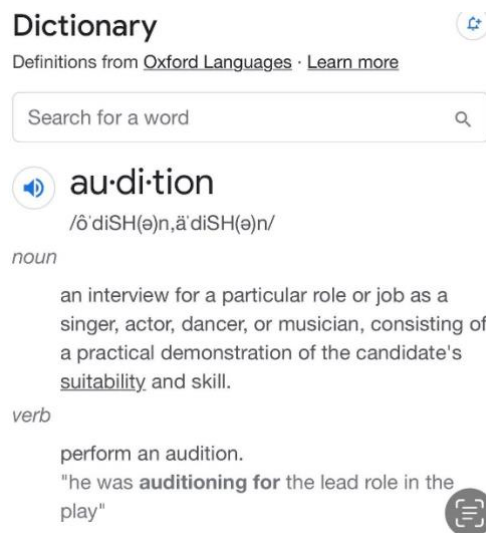 Dictionary
Definitions from Oxford Languages · Learn more
Search for a word
au·di·tion
/ôˈdiSH(ə)n,äˈdiSH(ə)n/
noun
an interview for a particular role or job as a
singer, actor, dancer, or musician, consisting of
a practical demonstration of the candidate's
suitability and skill.
verb
perform an audition.
"he was auditioning for the lead role in the
play"